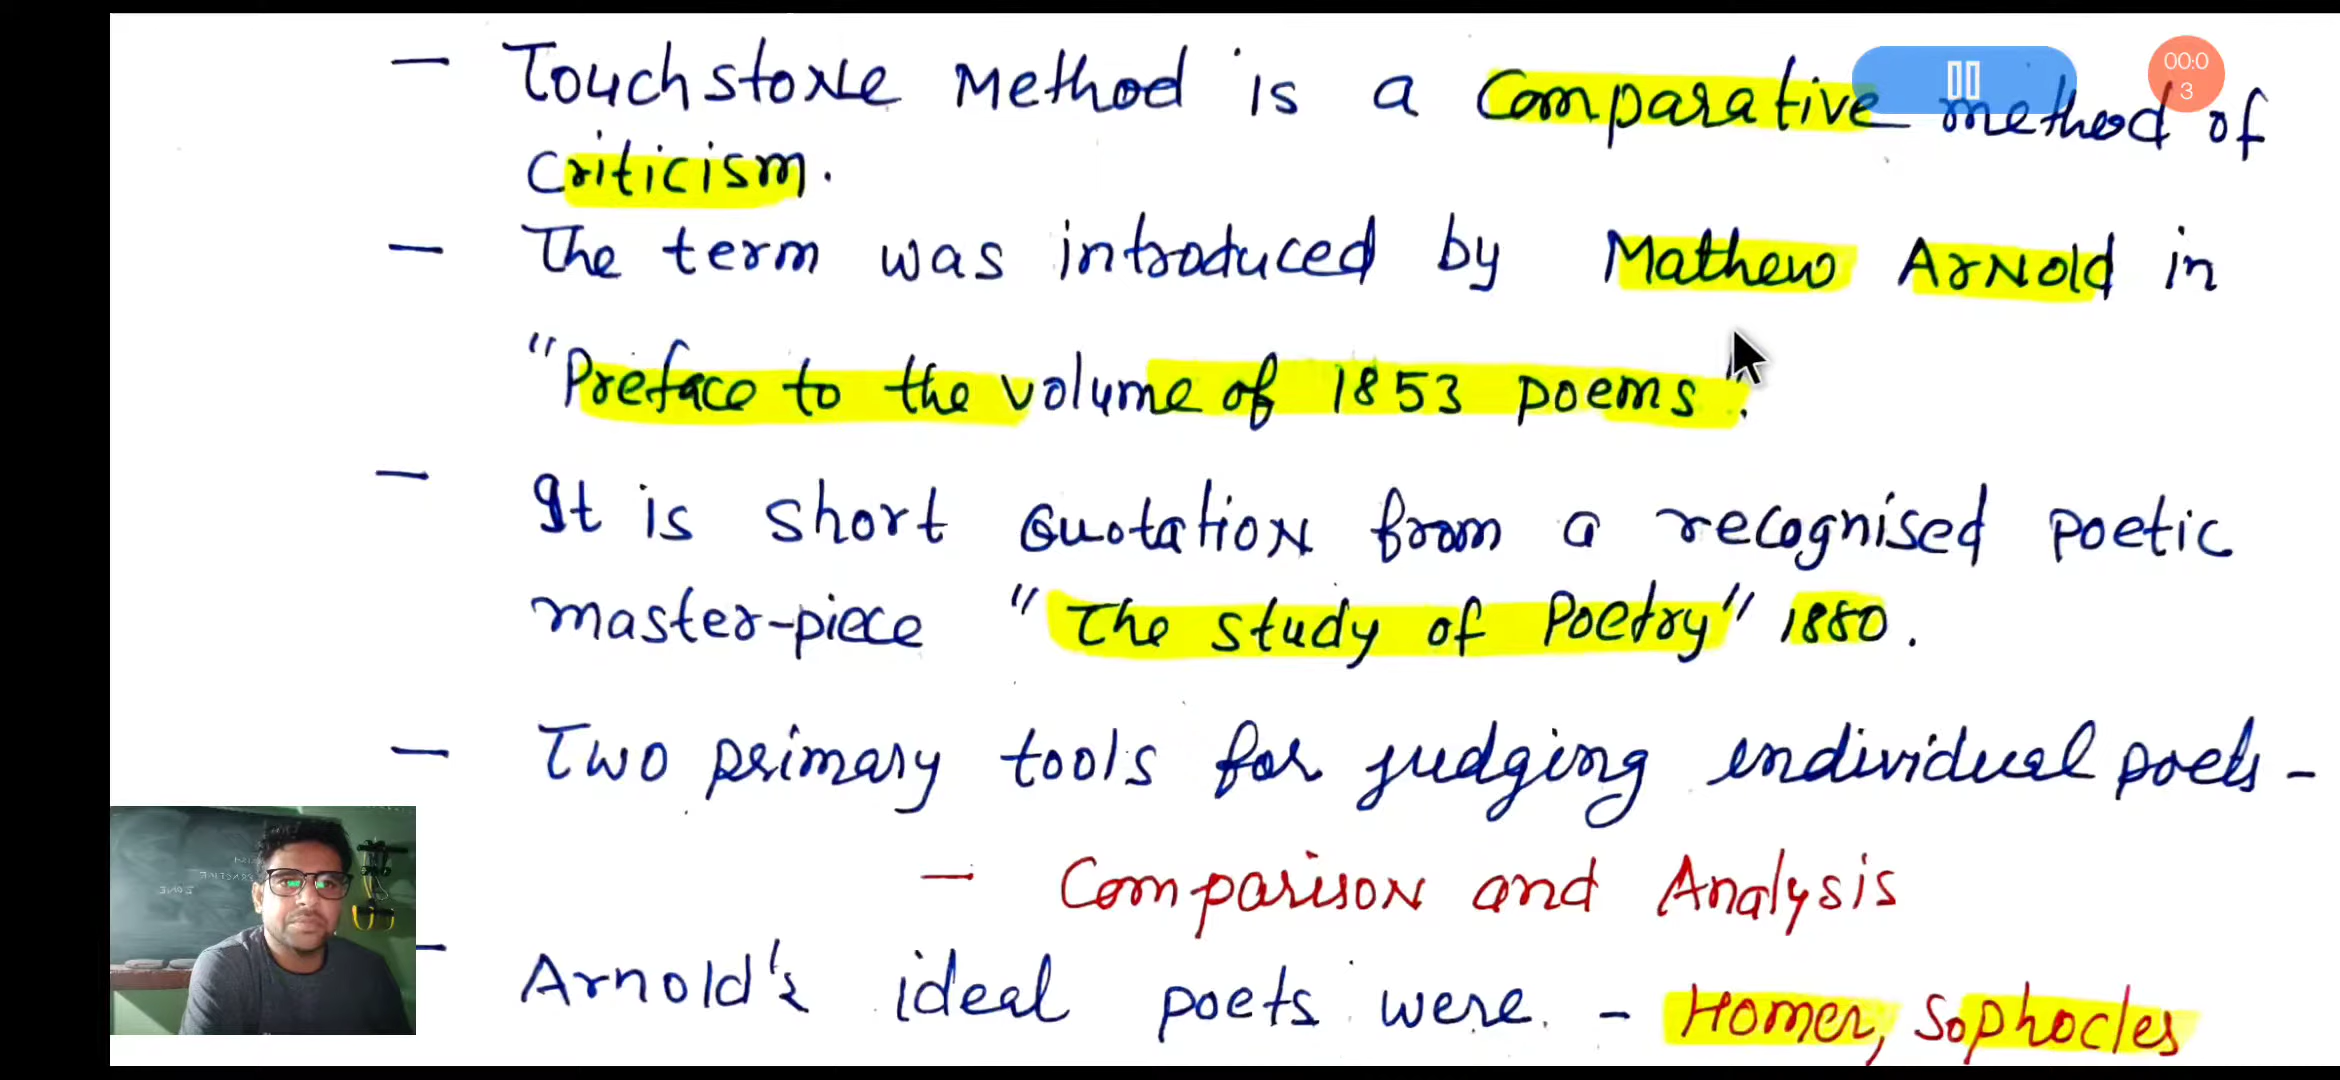 - Touchstone Method is a Comparative method of
Criticism.
- The term was introduced by Mathew Arnold in
"Preface to the volume of 1853 poems".
- It is short Quotation from a recognised poetic
master-piece "The study of Poetry" 1880.
- Two primary tools for judging individual poets -
- Comparison and Analysis
- Arnold's ideal poets were. - Homer, Sophocles
00:0
3
ZONE